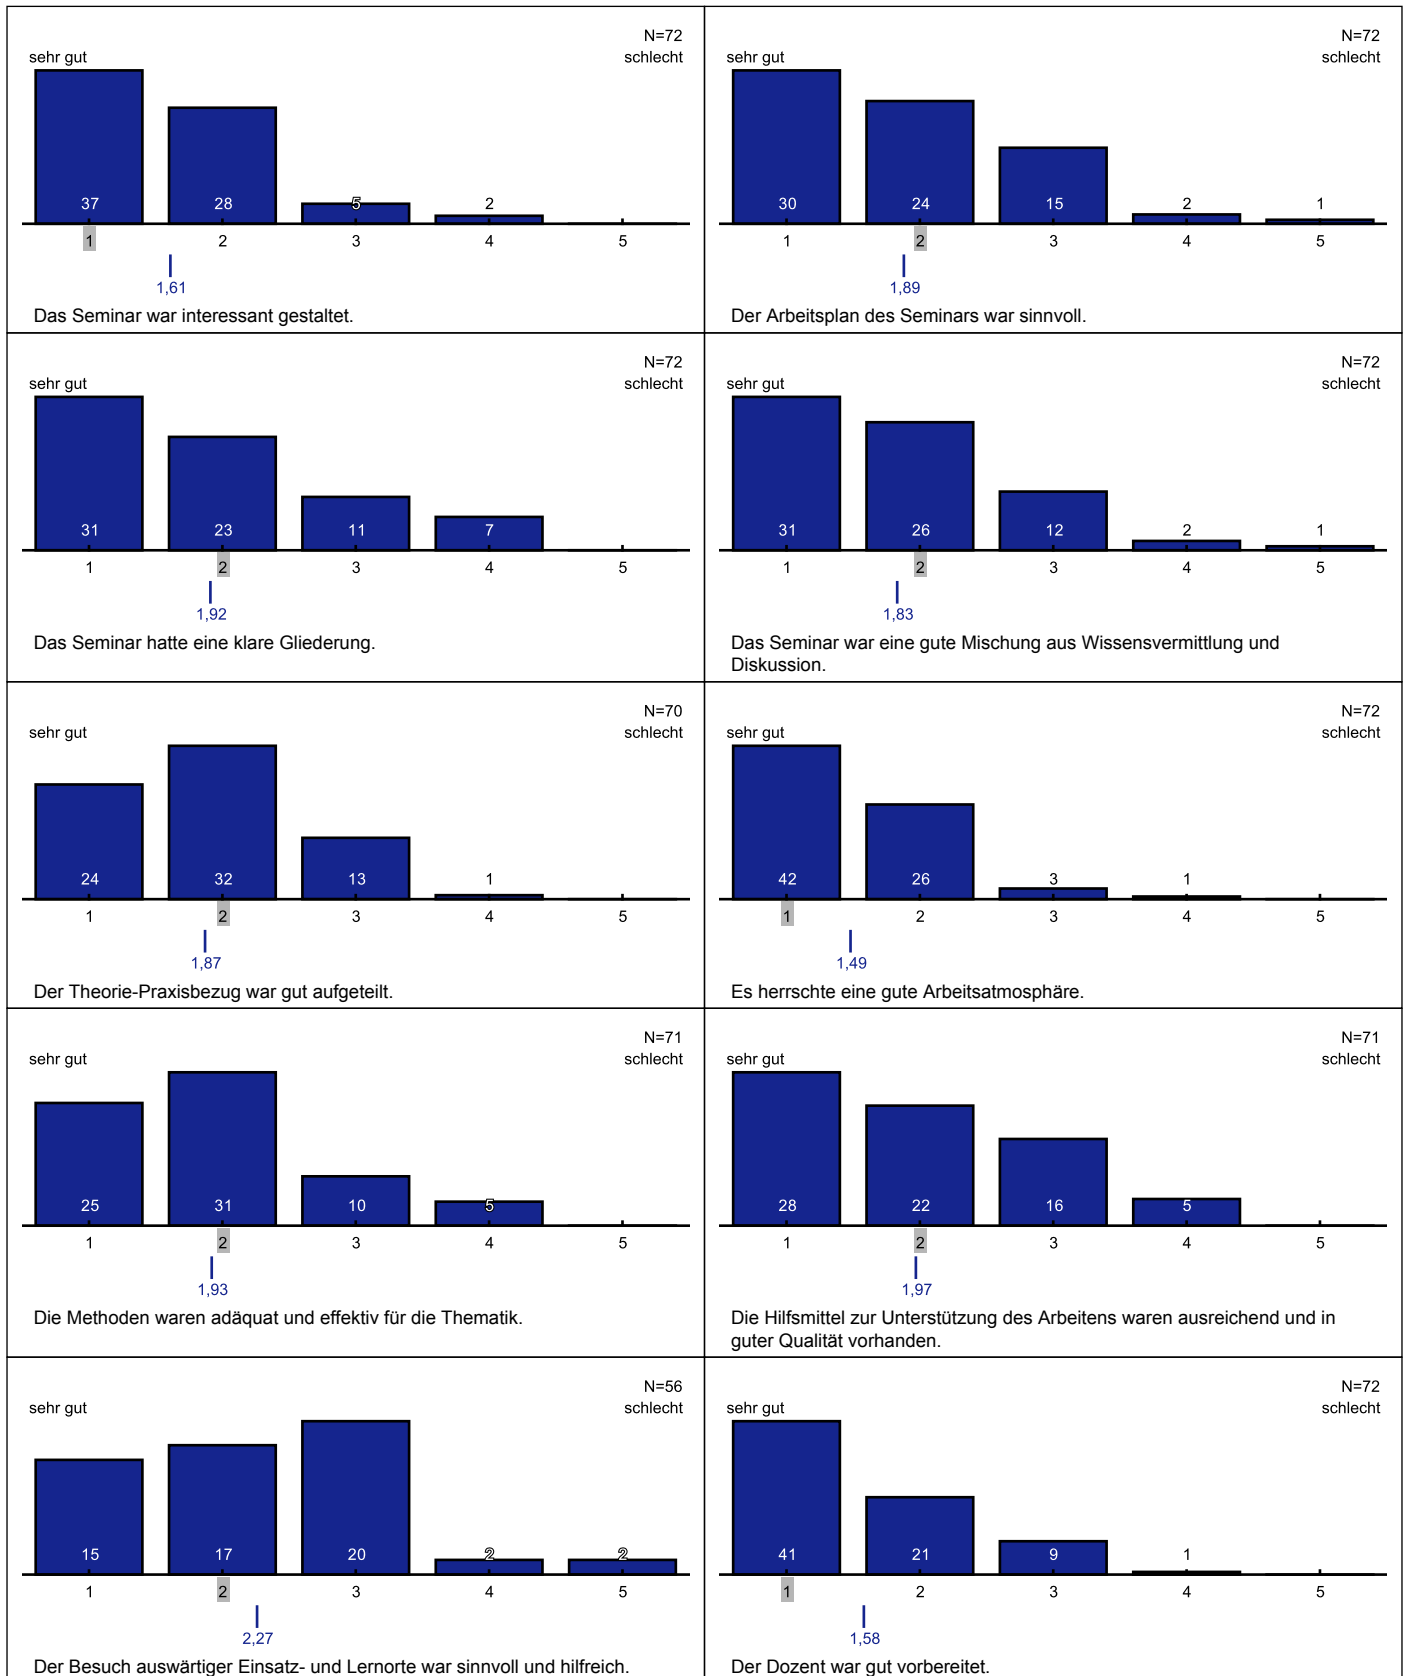 N=72
sehr gut schlecht
37 28 5 2
1 2 3 4 5
1,61
Das Seminar war interessant gestaltet.
N=72
sehr gut schlecht
30 24 15 2 1
1 2 3 4 5
1,89
Der Arbeitsplan des Seminars war sinnvoll.
N=72
sehr gut schlecht
31 23 11 7
1 2 3 4 5
1,92
Das Seminar hatte eine klare Gliederung.
N=72
sehr gut schlecht
31 26 12 2 1
1 2 3 4 5
1,83
Das Seminar war eine gute Mischung aus Wissensvermittlung und
Diskussion.
N=70
sehr gut schlecht
24 32 13 1
1 2 3 4 5
1,87
Der Theorie-Praxisbezug war gut aufgeteilt.
N=72
sehr gut schlecht
42 26 3 1
1 2 3 4 5
1,49
Es herrschte eine gute Arbeitsatmosphäre.
N=71
sehr gut schlecht
25 31 10 5
1 2 3 4 5
1,93
Die Methoden waren adäquat und effektiv für die Thematik.
N=71
sehr gut schlecht
28 22 16 5
1 2 3 4 5
1,97
Die Hilfsmittel zur Unterstützung des Arbeitens waren ausreichend und in
guter Qualität vorhanden.
N=56
sehr gut schlecht
15 17 20 2 2
1 2 3 4 5
2,27
Der Besuch auswärtiger Einsatz- und Lernorte war sinnvoll und hilfreich.
N=72
sehr gut schlecht
41 21 9 1
1 2 3 4 5
1,58
Der Dozent war gut vorbereitet.